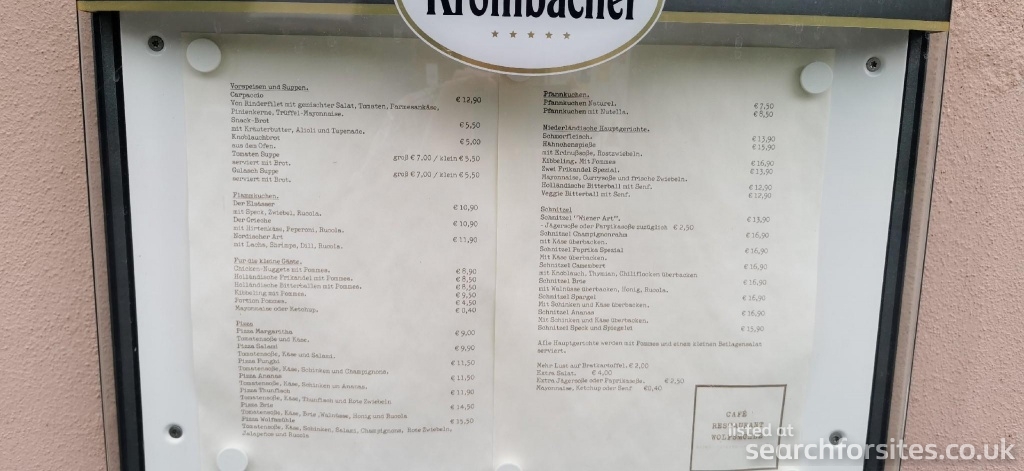 Krombacher
Vorspeisen und Suppen.
Carpaccio
Von Rinderfilet mit gemischter Salat, Tomaten, Parmesankäse, € 12,90
Pinienkerne, Trüffel-Mayonnaise.
Snack-Brot
mit Kräuterbutter, Alioli und Tapenade. € 5,50
Knoblauchbrot
aus dem Ofen. € 5,00
Tomaten Suppe
serviert mit Brot. groß € 7,00 / klein € 5,50
Gulasch Suppe
serviert mit Brot. groß € 7,00 / klein € 5,50
Flammkuchen.
Der Elsässer
mit Speck, Zwiebel, Rucola. € 10,90
Der Grieche
mit Hirtenkäse, Peperoni, Rucola. € 10,90
Nordischer Art
mit Lachs, Shrimps, Dill, Rucola. € 11,90
Für die kleine Gäste.
Chicken-Nuggets mit Pommes. € 8,90
Holländische Frikandel mit Pommes. € 8,50
Holländische Bitterballen mit Pommes. € 8,50
Kibbeling mit Pommes. € 9,50
Portion Pommes. € 4,50
Mayonnaise oder Ketchup. € 0,40
Pizza
Pizza Margaritha € 9,00
Tomatensoße und Käse.
Pizza Salami € 9,90
Tomatensoße, Käse und Salami.
Pizza Funghi € 11,50
Tomatensoße, Käse, Schinken und Champignons.
Pizza Ananas € 11,50
Tomatensoße, Käse, Schinken un Ananas.
Pizza Thunfisch € 11,90
Tomatensoße, Käse, Thunfisch und Rote Zwiebeln
Pizza Brie € 14,50
Tomatensoße, Käse, Brie, Walnüsse, Honig und Rucola
Pizza Wolfsmühle € 15,50
Tomatensoße, Käse, Schinken, Salami, Champignons, Rote Zwiebeln,
Jalapeños und Rucola
Pfannkuchen.
Pfannkuchen Naturel. € 7,50
Pfannkuchen mit Nutella. € 8,50
Niederländische Hauptgerichte.
Schmorfleisch. € 13,90
Hähnchenspieße € 15,90
mit Erdnußsoße, Röstzwiebeln.
Kibbeling. Mit Pommes € 16,90
Zwei Frikandel Spezial. € 13,90
Mayonnaise, Currysoße und frische Zwiebeln.
Holländische Bitterball mit Senf. € 12,90
Veggie Bitterball mit Senf. € 12,90
Schnitzel
Schnitzel "Wiener Art". € 13,90
- Jägersoße oder Parpikasoße zuzüglich € 2,50
Schnitzel Champignonrahm € 16,90
mit Käse überbacken.
Schnitzel Paprika Spezial € 16,90
Mit Käse überbacken.
Schnitzel Camembert € 16,90
mit Knoblauch, Thymian, Chiliflocken überbacken
Schnitzel Brie € 16,90
mit Walnüsse überbacken, Honig, Rucola.
Schnitzel Spargel € 16,90
Mit Schinken und Käse überbacken.
Schnitzel Ananas € 16,90
Mit Schinken und Käse überbacken.
Schnitzel Speck und Spiegelei € 15,90
Alle Hauptgerichte werden mit Pommes und einem kleinen Beilagensalat
serviert.
Mehr Lust auf Bratkartoffel. € 2,00
Extra Salat. € 4,00
Extra Jägersoße oder Paprikasoße. € 2,50
Mayonnaise, Ketchup oder Senf €0,40
CAFÉ
RESTAURANT
WOLFSMÜHLE
listed at
searchforsites.co.uk